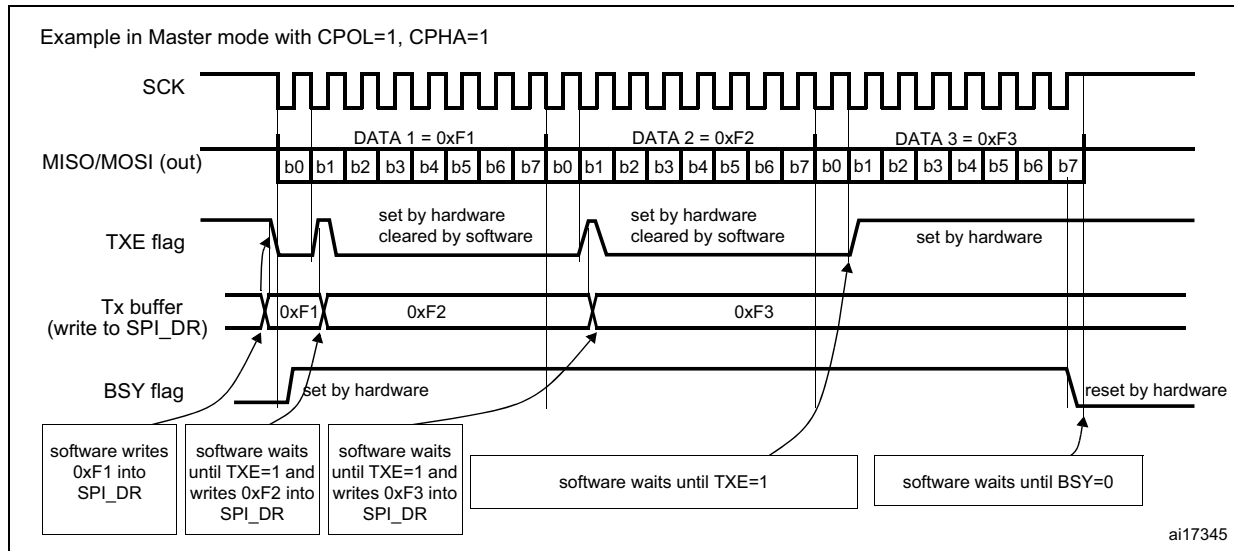 Example in Master mode with CPOL=1, CPHA=1
SCK
DATA 1 = 0xF1
DATA 2 = 0xF2
DATA 3 = 0xF3
MISO/MOSI (out)
b0 b1 b2 b3 b4 b5 b6 b7 b0 b1 b2 b3 b4 b5 b6 b7 b0 b1 b2 b3 b4 b5 b6 b7
TXE flag
set by hardware
cleared by software
set by hardware
cleared by software
set by hardware
Tx buffer
(write to SPI_DR)
0xF1
0xF2
0xF3
BSY flag
set by hardware
reset by hardware
software writes
0xF1 into
SPI_DR
software waits
until TXE=1 and
writes 0xF2 into
SPI_DR
software waits
until TXE=1 and
writes 0xF3 into
SPI_DR
software waits until TXE=1
software waits until BSY=0
ai17345